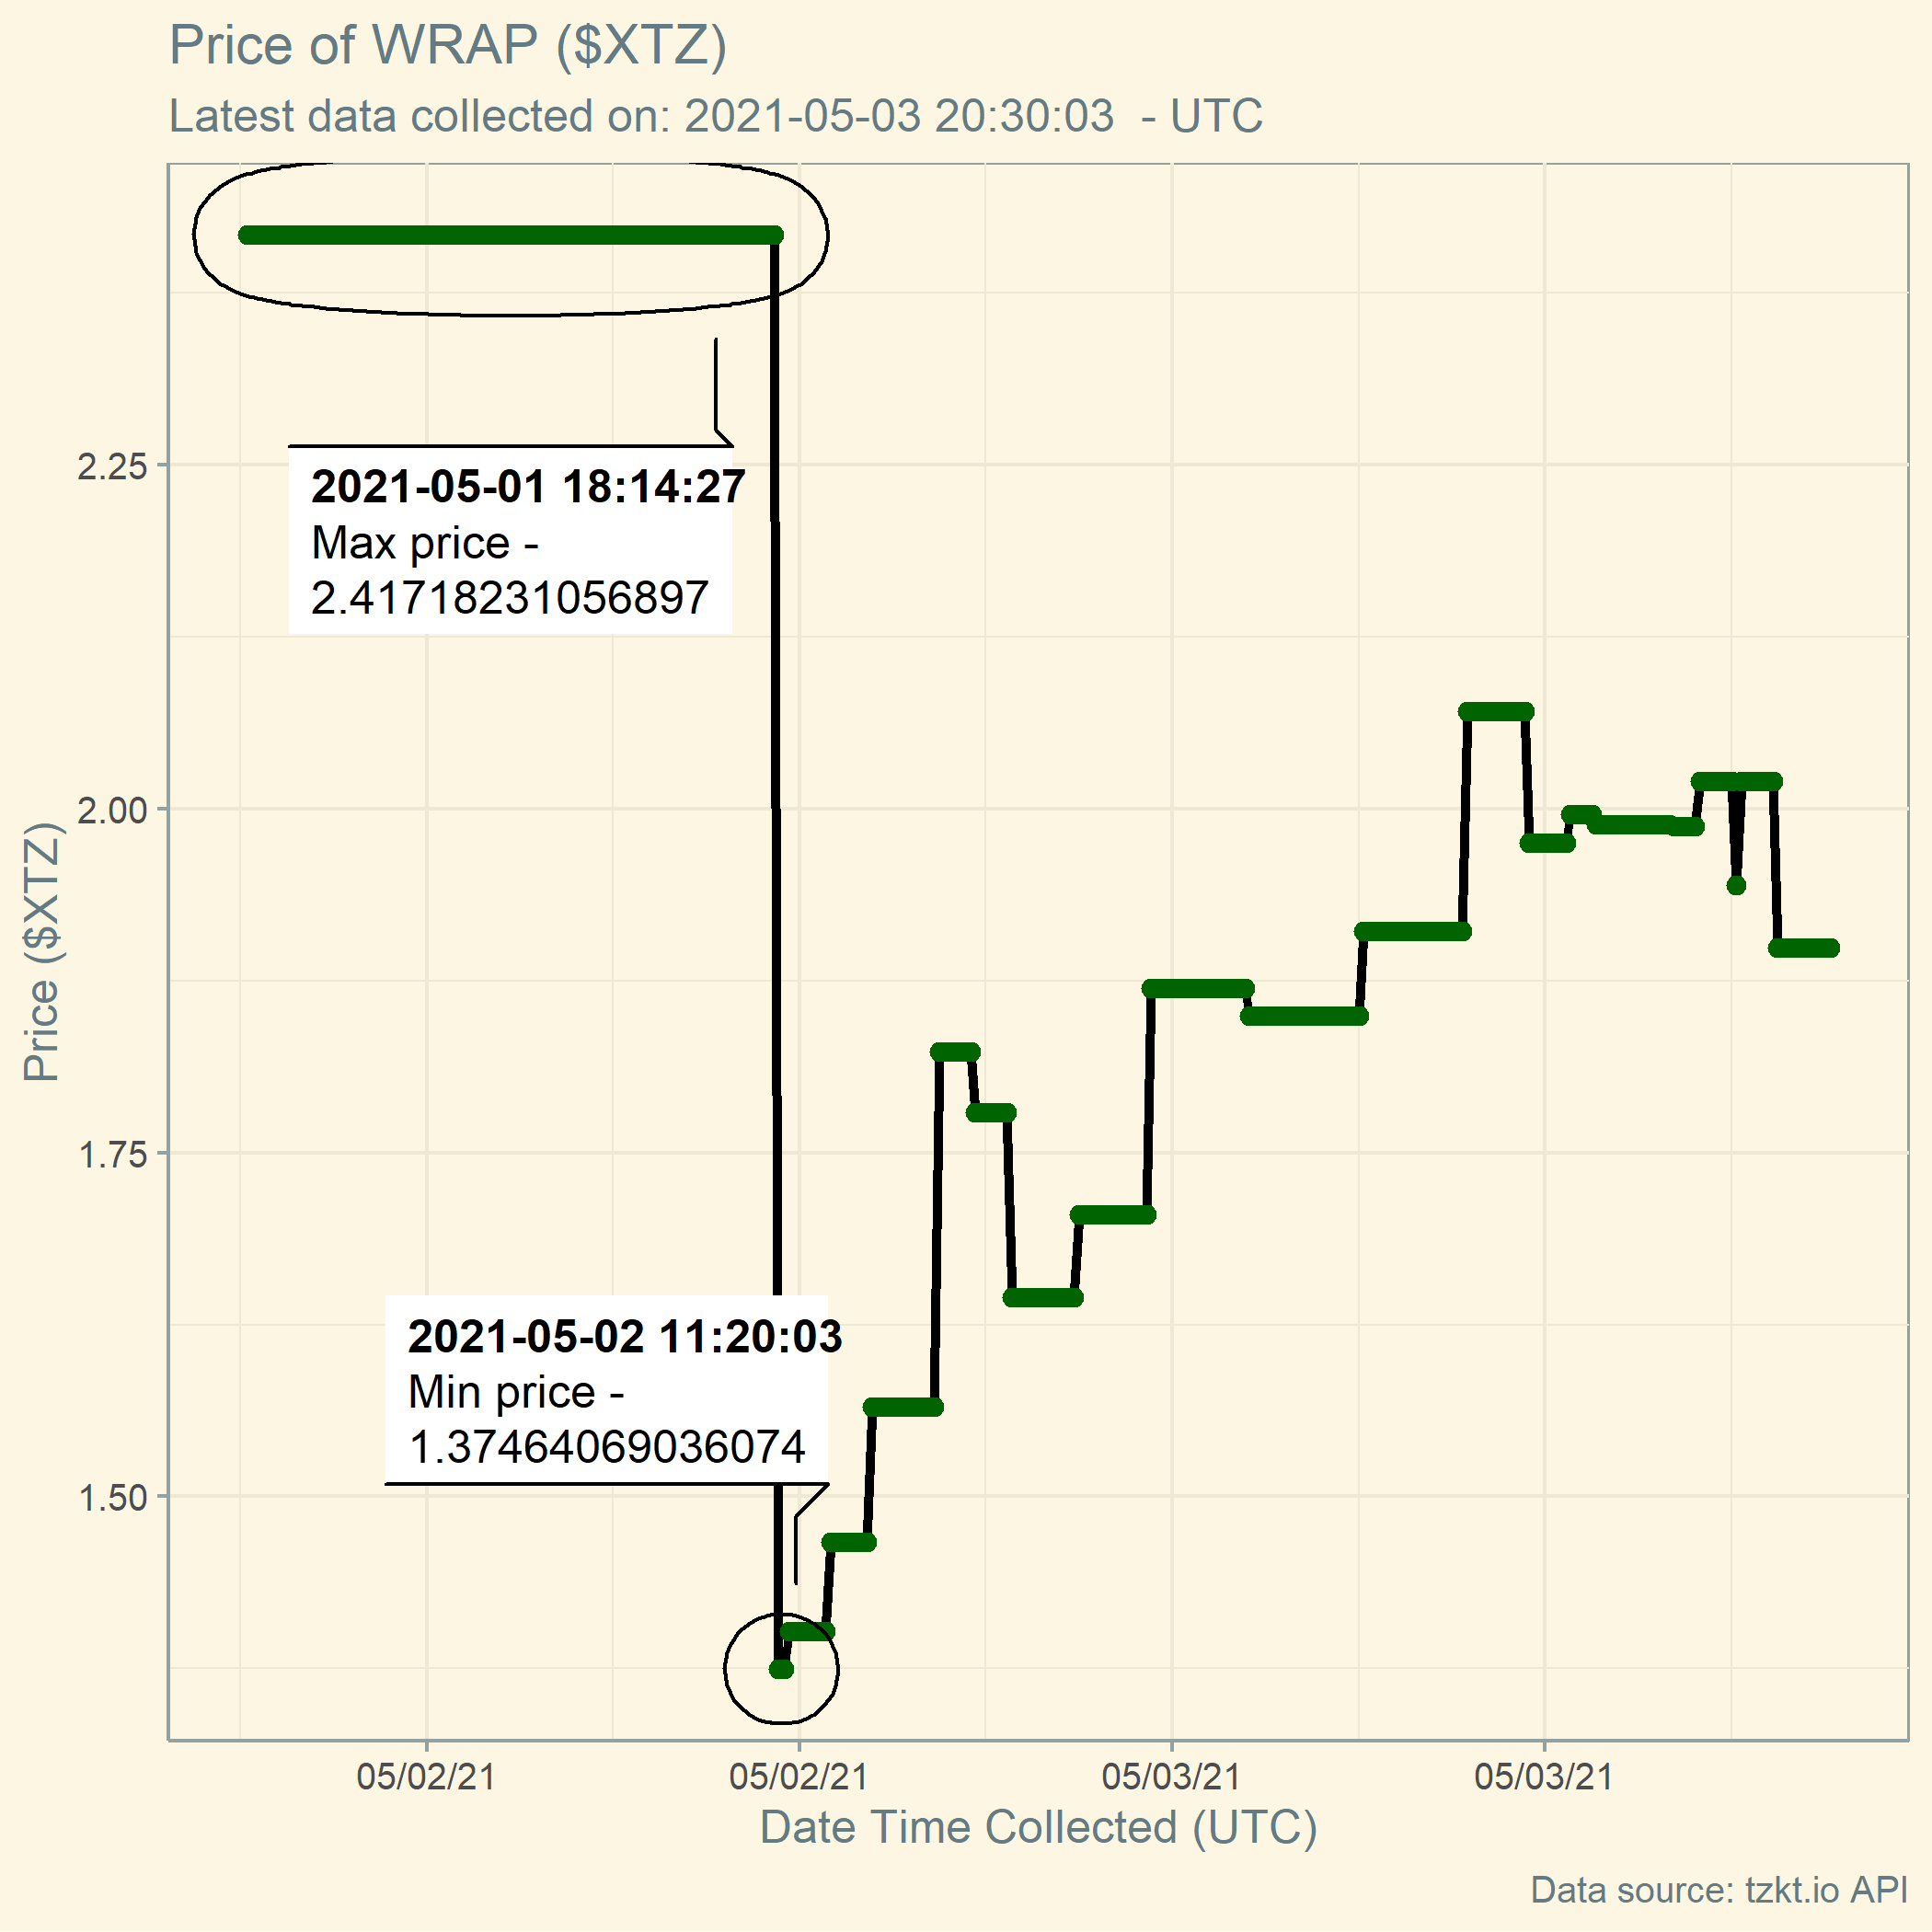 Price of WRAP ($XTZ)
Latest data collected on: 2021-05-03 20:30:03 - UTC
2.25
2.00
1.75
1.50
Price ($XTZ)
2021-05-01 18:14:27
Max price -
2.41718231056897
2021-05-02 11:20:03
Min price -
1.37464069036074
05/02/21
05/02/21
05/03/21
05/03/21
Date Time Collected (UTC)
Data source: tzkt.io API